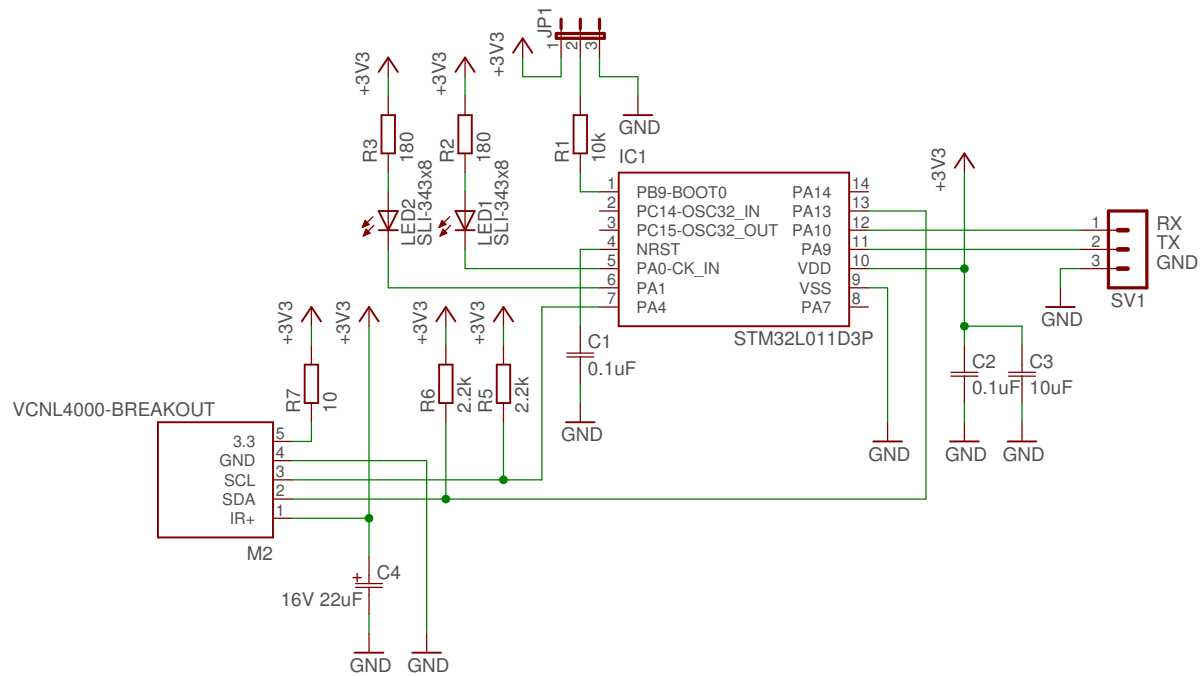 JP1
+3V3
1
2
3
GND
+3V3
+3V3
R3
180
R2
180
R1
10k
LED2
SLI-343x8
LED1
SLI-343x8
IC1
1 PB9-BOOT0 PA14 14
2 PC14-OSC32_IN PA13 13
3 PC15-OSC32_OUT PA10 12
4 NRST PA9 11
5 PA0-CK_IN VDD 10
6 PA1 VSS 9
7 PA4 PA7 8
STM32L011D3P
+3V3
1 RX
2 TX
3 GND
SV1
GND
+3V3
+3V3
+3V3
+3V3
R7
10
R6
2.2k
R5
2.2k
C1
0.1uF
GND
C2
0.1uF
C3
10uF
GND
GND
GND
VCNL4000-BREAKOUT
3.3 5
GND 4
SCL 3
SDA 2
IR+ 1
M2
+
C4
16V 22uF
GND
GND